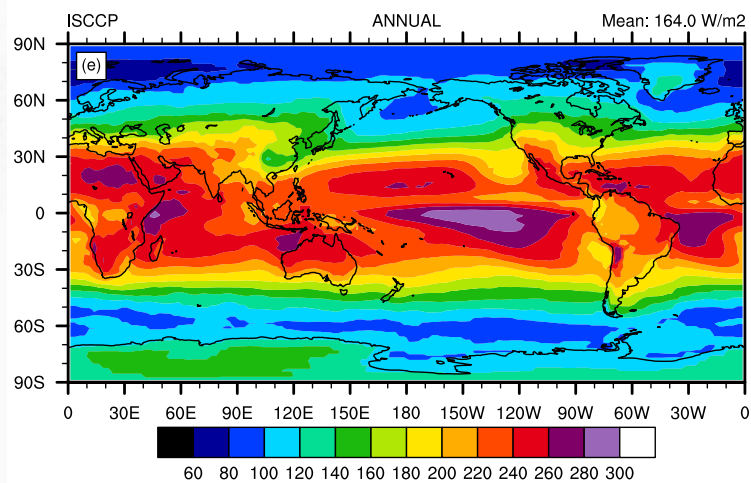 ISCCP ANNUAL Mean: 164.0 W/m2
90N
(e)
60N
30N
0
30S
60S
90S
0 30E 60E 90E 120E 150E 180 150W 120W 90W 60W 30W 0
60 80 100 120 140 160 180 200 220 240 260 280 300